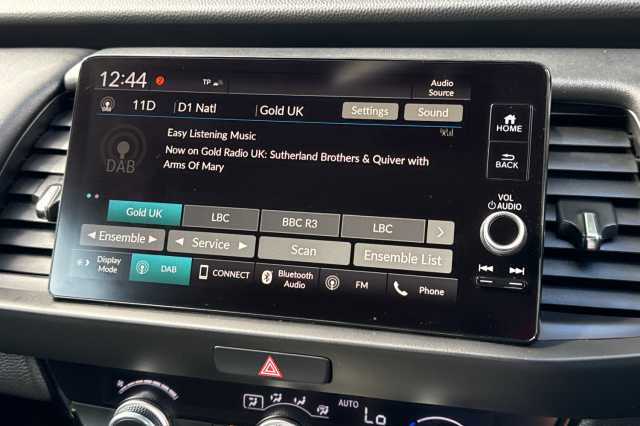 12:44 2 TP Audio
Source
11D D1 Natl Gold UK Settings Sound
Easy Listening Music
Now on Gold Radio UK: Sutherland Brothers & Quiver with
Arms Of Mary
DAB
HOME
BACK
VOL
AUDIO
Gold UK LBC BBC R3 LBC
Ensemble Service Scan Ensemble List
Display
Mode
DAB CONNECT Bluetooth
Audio
FM Phone
AUTO Lo